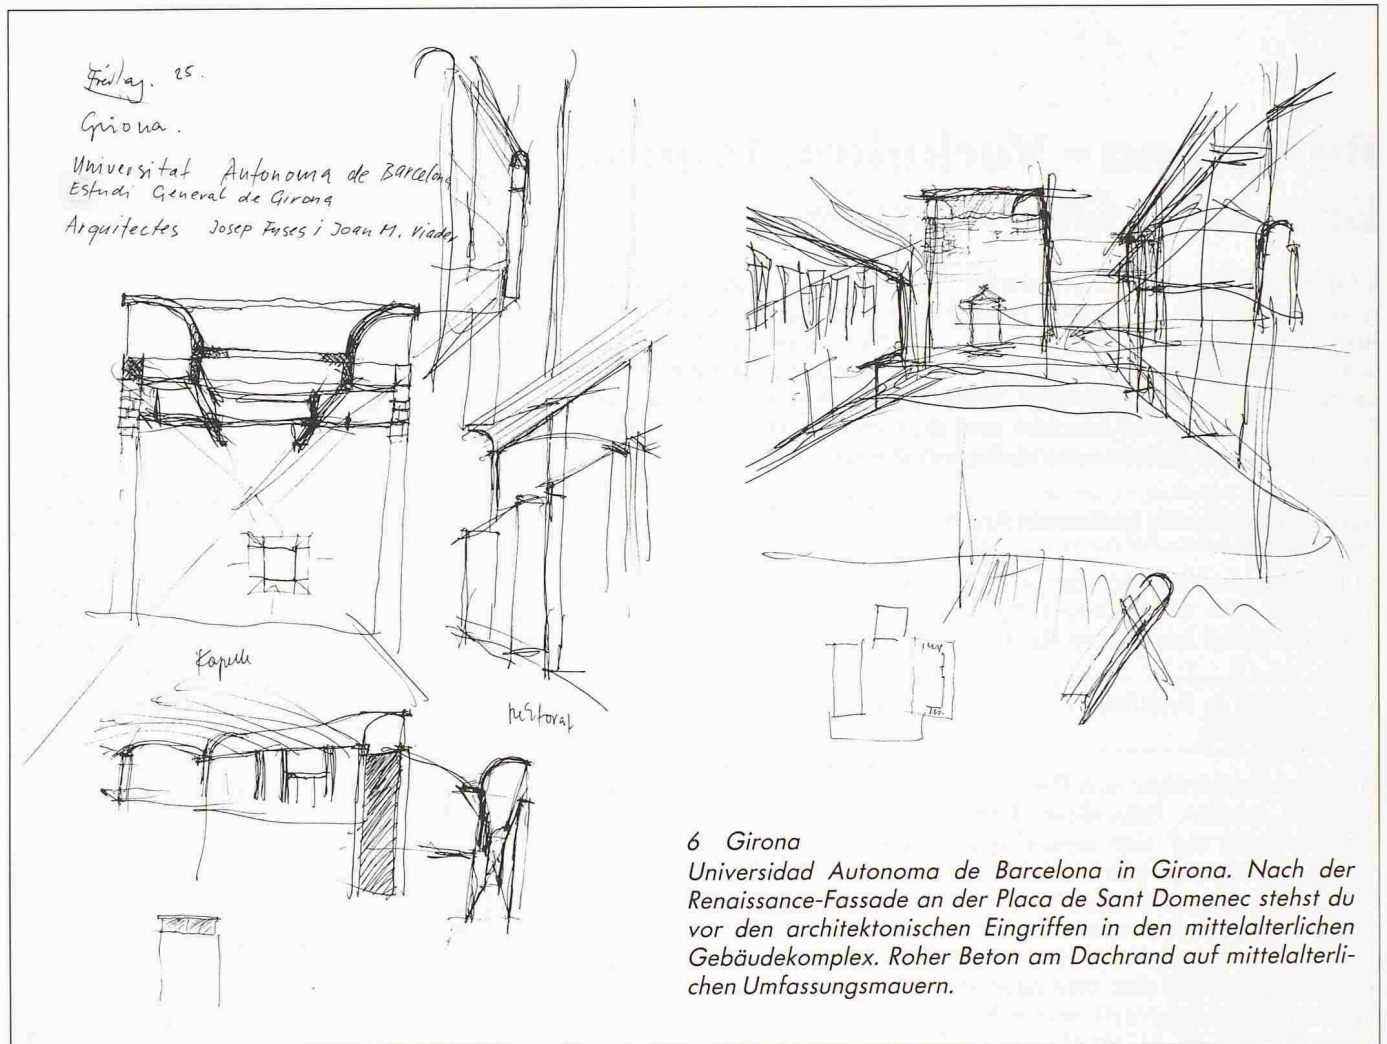 Freitag. 25.
Girona.
Universitat Autonoma de Barcelona
Estudi General de Girona
Arquitectes Josep Fuses i Joan M. Viader
Kapelle
6 Girona
Universidad Autonoma de Barcelona in Girona. Nach der
Renaissance-Fassade an der Placa de Sant Domenec stehst du
vor den architektonischen Eingriffen in den mittelalterlichen
Gebäudekomplex. Roher Beton am Dachrand auf mittelalterli-
chen Umfassungsmauern.